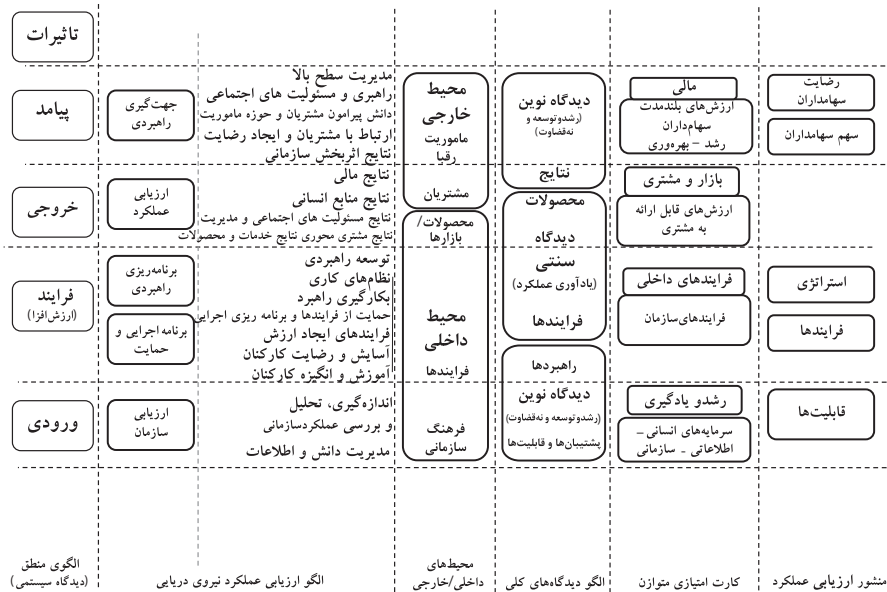 تاثیرات
پیامد
خروجی
فرایند
(ارزش‌افزا)
ورودی
الگوی منطق
(دیدگاه سیستمی)
جهت‌گیری
راهبردی
ارزیابی
عملکرد
برنامه‌ریزی
راهبردی
برنامه اجرایی و
حمایت
ارزیابی
سازمان
مدیریت سطح بالا
راهبری و مسئولیت های اجتماعی
دانش پیرامون مشتریان و حوزه ماموریت
ارتباط با مشتریان و ایجاد رضایت
نتایج اثربخش سازمانی
نتایج مالی
نتایج منابع انسانی
نتایج مسئولیت های اجتماعی و مدیریت
نتایج مشتری محوری نتایج خدمات و محصولات
توسعه راهبردی
نظام‌های کاری
بکارگیری راهبرد
حمایت از فرایندها و برنامه ریزی اجرایی
فرایندهای ایجاد ارزش
آسایش و رضایت کارکنان
آموزش و انگیزه کارکنان
اندازه‌گیری، تحلیل
و بررسی عملکردسازمانی
مدیریت دانش و اطلاعات
الگو ارزیابی عملکرد نیروی دریایی
محیط
خارجی
ماموریت
رقبا
مشتریان
محصولات/
بازارها
محیط
داخلی
فرایندها
فرهنگ
سازمانی
محیط‌های
داخلی/خارجی
دیدگاه نوین
(رشدوتوسعه و
نه‌قضاوت)
نتایج
محصولات
دیدگاه
سنتی
(یادآوری عملکرد)
فرایندها
راهبردها
دیدگاه نوین
(رشدوتوسعه و نه‌قضاوت)
پشتیبان‌ها و قابلیت‌ها
الگو دیدگاه‌های کلی
مالی
ارزش‌های بلندمدت
سهام‌داران
رشد – بهره‌وری
بازار و مشتری
ارزش‌های قابل ارائه
به مشتری
فرایندهای داخلی
فرایندهای‌سازمان
رشدو یادگیری
سرمایه‌های انسانی –
اطلاعاتی - سازمانی
کارت امتیازی متوازن
رضایت
سهامداران
سهم سهامداران
استراتژی
فرایندها
قابلیت‌ها
منشور ارزیابی عملکرد